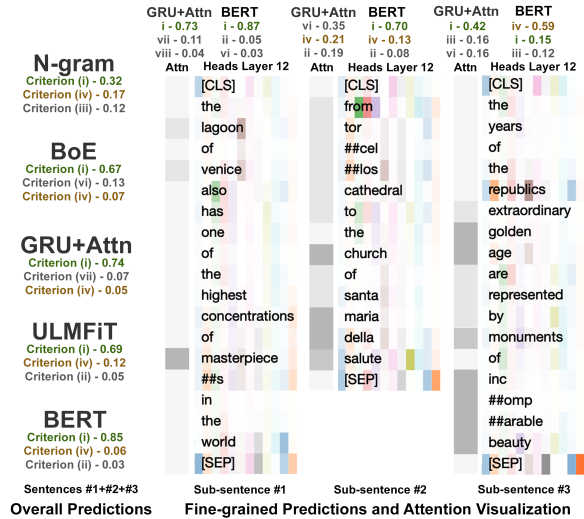 GRU+Attn BERT
i - 0.73 i - 0.87
vii - 0.11 ii - 0.05
viii - 0.04 vi - 0.03
Attn Heads Layer 12
GRU+Attn BERT
vi - 0.35 i - 0.70
iv - 0.21 iv - 0.13
ii - 0.19 ii - 0.08
Attn Heads Layer 12
GRU+Attn BERT
i - 0.42 iv - 0.59
iii - 0.16 i - 0.15
vi - 0.16 iii - 0.12
Attn Heads Layer 12
N-gram
Criterion (i) - 0.32
Criterion (iv) - 0.17
Criterion (iii) - 0.12
BoE
Criterion (i) - 0.67
Criterion (vi) - 0.13
Criterion (iv) - 0.07
GRU+Attn
Criterion (i) - 0.74
Criterion (vii) - 0.07
Criterion (iv) - 0.05
ULMFiT
Criterion (i) - 0.69
Criterion (iv) - 0.12
Criterion (ii) - 0.05
BERT
Criterion (i) - 0.85
Criterion (iv) - 0.06
Criterion (ii) - 0.03
Sentences #1+#2+#3
Overall Predictions
[CLS]
the
lagoon
of
venice
also
has
one
of
the
highest
concentrations
of
masterpiece
##s
in
the
world
[SEP]
Sub-sentence #1
[CLS]
from
tor
##cel
##los
cathedral
to
the
church
of
santa
maria
della
salute
[SEP]
Sub-sentence #2
[CLS]
the
years
of
the
republics
extraordinary
golden
age
are
represented
by
monuments
of
inc
##omp
##arable
beauty
[SEP]
Sub-sentence #3
Fine-grained Predictions and Attention Visualization